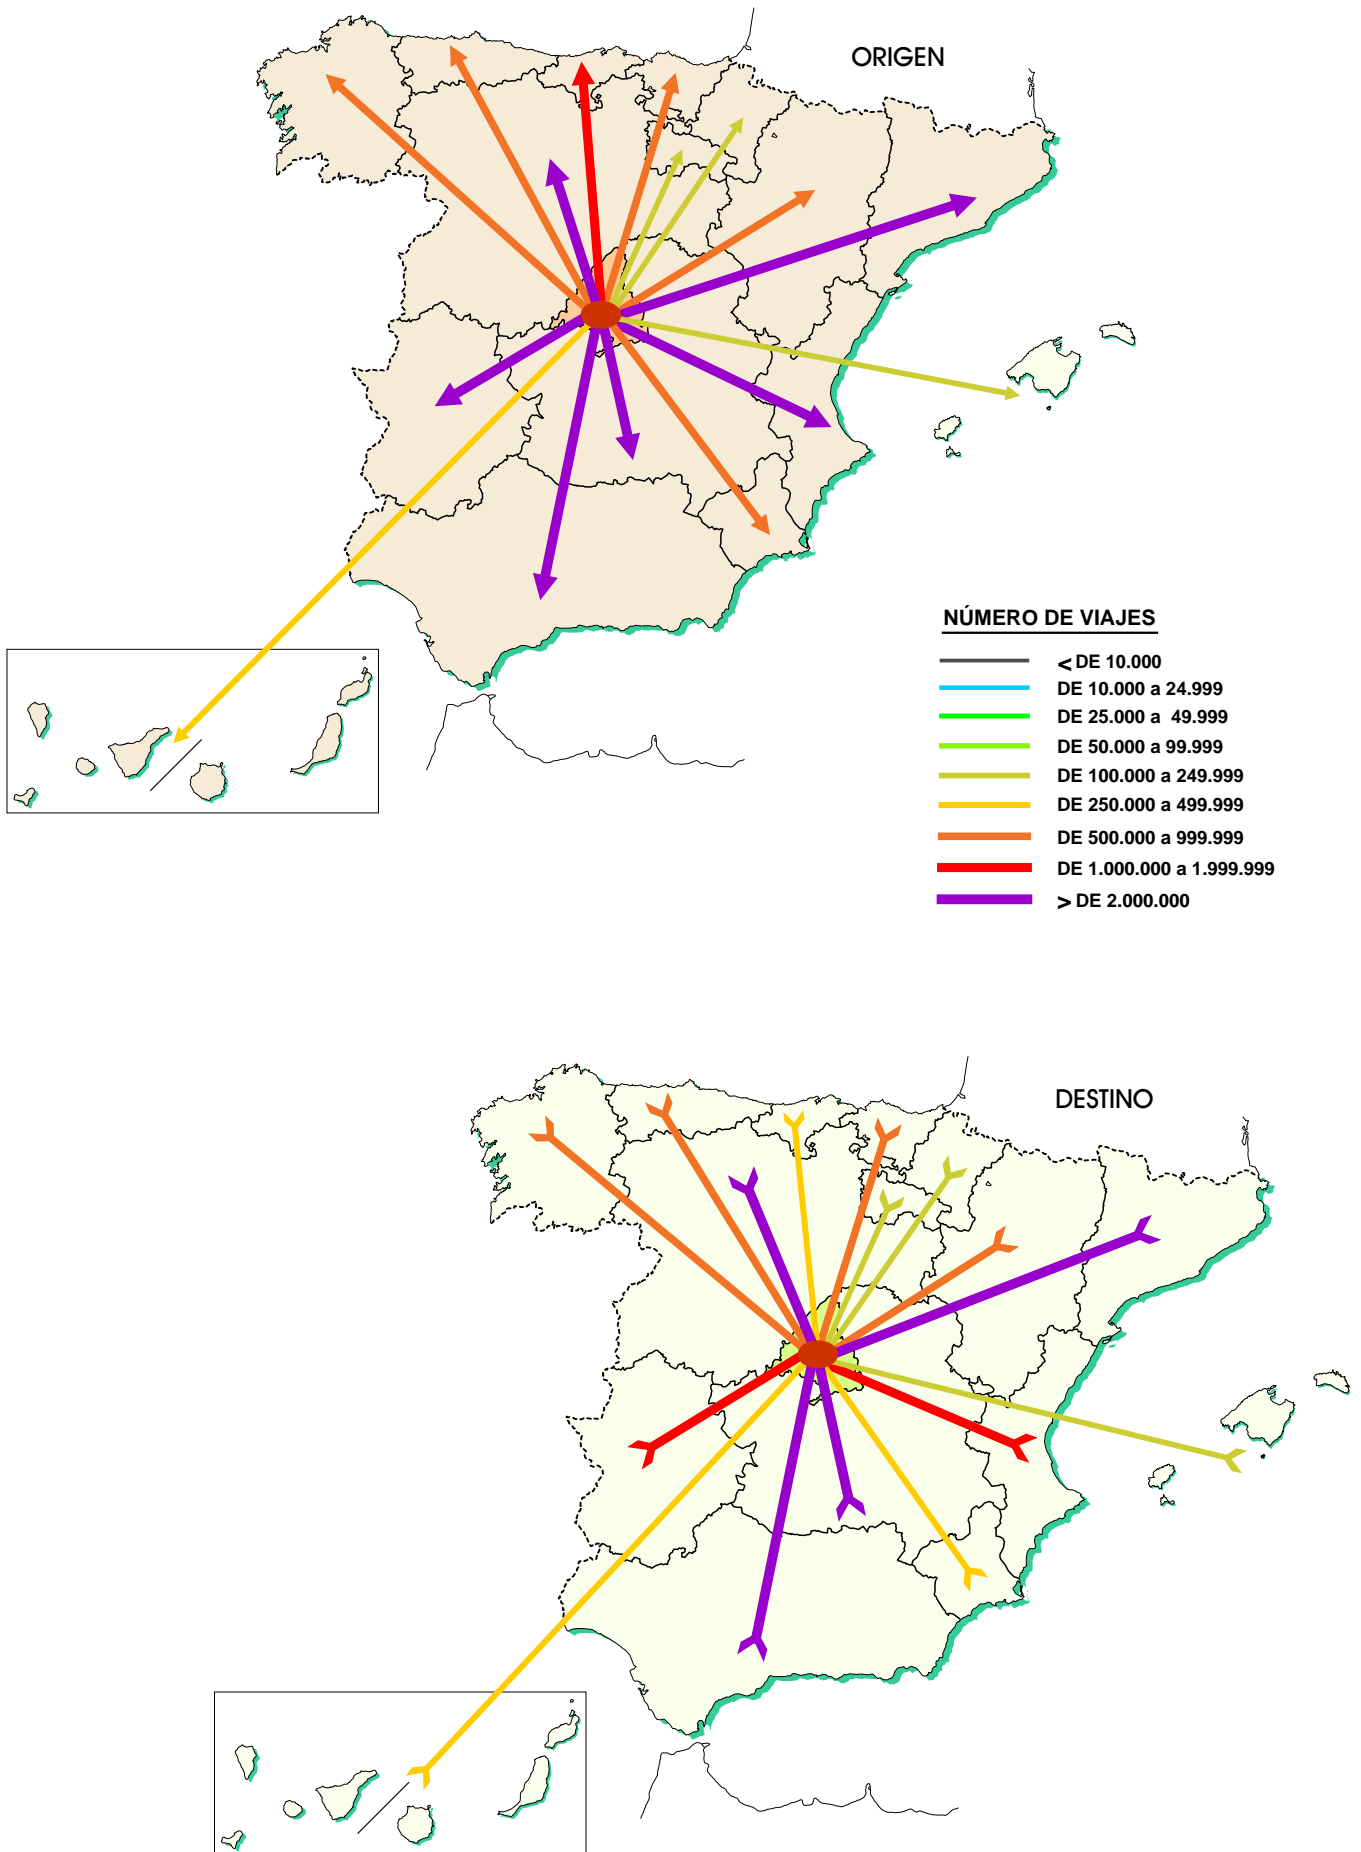 ORIGEN
NÚMERO DE VIAJES
< DE 10.000
DE 10.000 a 24.999
DE 25.000 a 49.999
DE 50.000 a 99.999
DE 100.000 a 249.999
DE 250.000 a 499.999
DE 500.000 a 999.999
DE 1.000.000 a 1.999.999
> DE 2.000.000
DESTINO